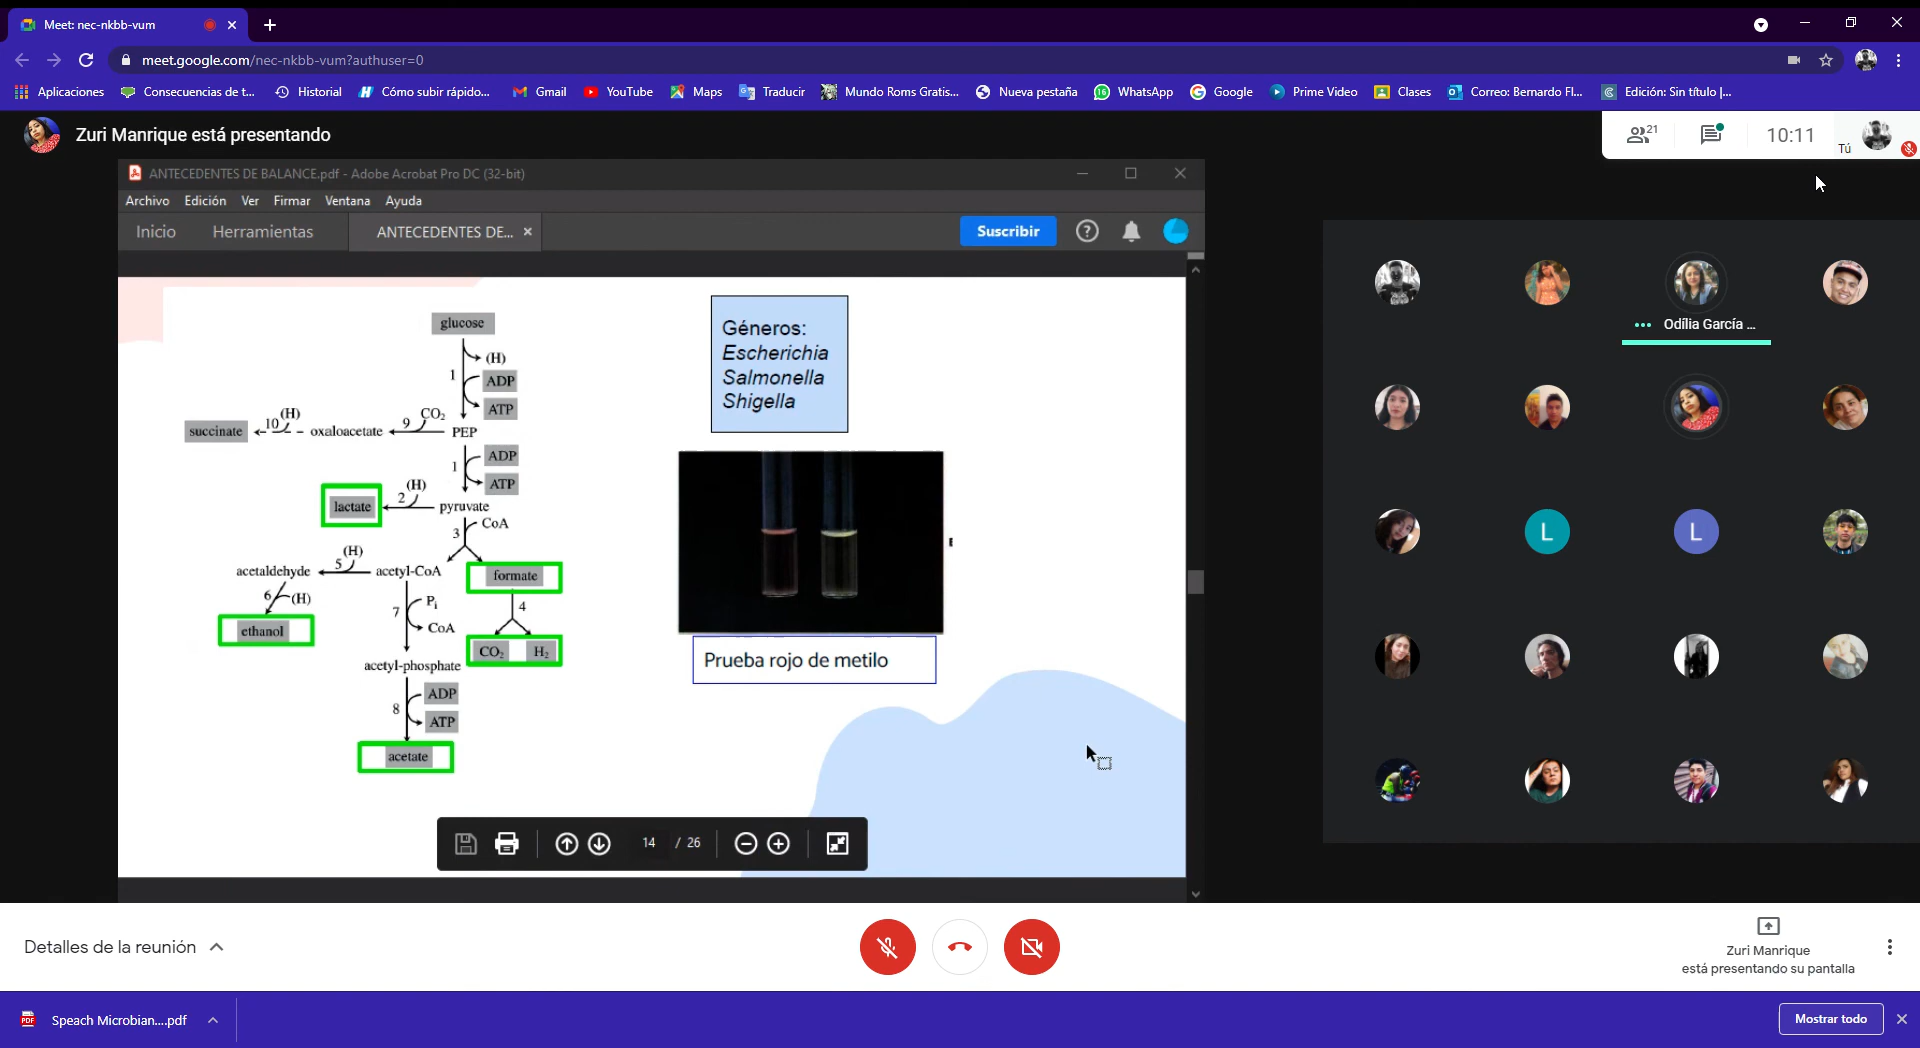 Meet: nec-nkbb-vum
meet.google.com/nec-nkbb-vum?authuser=0
Aplicaciones Consecuencias de t... Historial Cómo subir rápido... Gmail YouTube Maps Traducir Mundo Roms Gratis... Nueva pestaña WhatsApp Google Prime Video Clases Correo: Bernardo Fl... Edición: Sin título |...
Zuri Manrique está presentando
21
10:11
Tú
ANTECEDENTES DE BALANCE.pdf - Adobe Acrobat Pro DC (32-bit)
Archivo Edición Ver Firmar Ventana Ayuda
Inicio Herramientas ANTECEDENTES DE... Suscribir
glucose
(H)
1
ADP
ATP
succinate 10 (H) oxaloacetate 9 CO₂ PEP
1
ADP
ATP
lactate 2 (H) pyruvate
3 CoA
acetaldehyde 5 (H) acetyl-CoA formate
6 (H)
ethanol
4
CO₂ H₂
7 Pi
CoA
acetyl-phosphate
8
ADP
ATP
acetate
Géneros:
Escherichia
Salmonella
Shigella
Prueba rojo de metilo
14 / 26
Odília García ...
L
L
Detalles de la reunión
Zuri Manrique
está presentando su pantalla
PDF
Speach Microbian....pdf
Mostrar todo